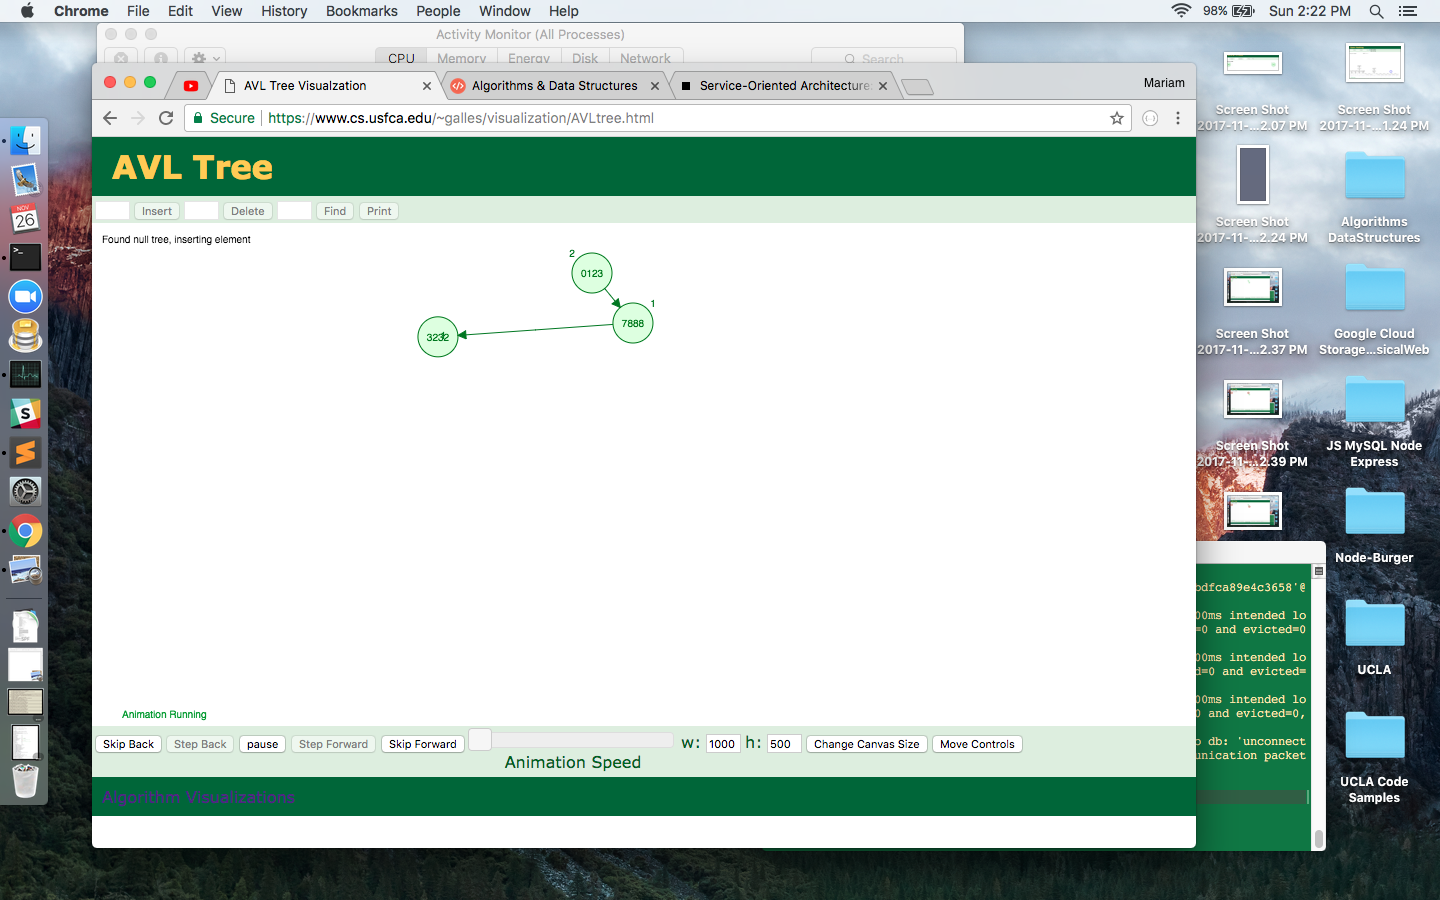 Chrome File Edit View History Bookmarks People Window Help 98% Sun 2:22 PM
Activity Monitor (All Processes)
CPU Memory Energy Disk Network Search
AVL Tree Visualzation Algorithms & Data Structures Service-Oriented Architecture: Mariam
Secure https://www.cs.usfca.edu/~galles/visualization/AVLtree.html
AVL Tree
Insert Delete Find Print
Found null tree, inserting element
2
0123
1
7888
3232
Animation Running
Skip Back Step Back pause Step Forward Skip Forward w: 1000 h: 500 Change Canvas Size Move Controls
Animation Speed
Algorithm Visualizations
NOV
26
S
Screen Shot
2017-11-...2.07 PM
Screen Shot
2017-11-...1.24 PM
Screen Shot
2017-11-...2.24 PM
Algorithms
DataStructures
Screen Shot
2017-11-...2.37 PM
Google Cloud
Storage...sicalWeb
Screen Shot
2017-11-...2.39 PM
JS MySQL Node
Express
Node-Burger
UCLA
UCLA Code
Samples
odfca89e4c3658'@
00ms intended lo
=0 and evicted=0
00ms intended lo
d=0 and evicted=
00ms intended lo
0 and evicted=0,
o db: 'unconnect
unication packet